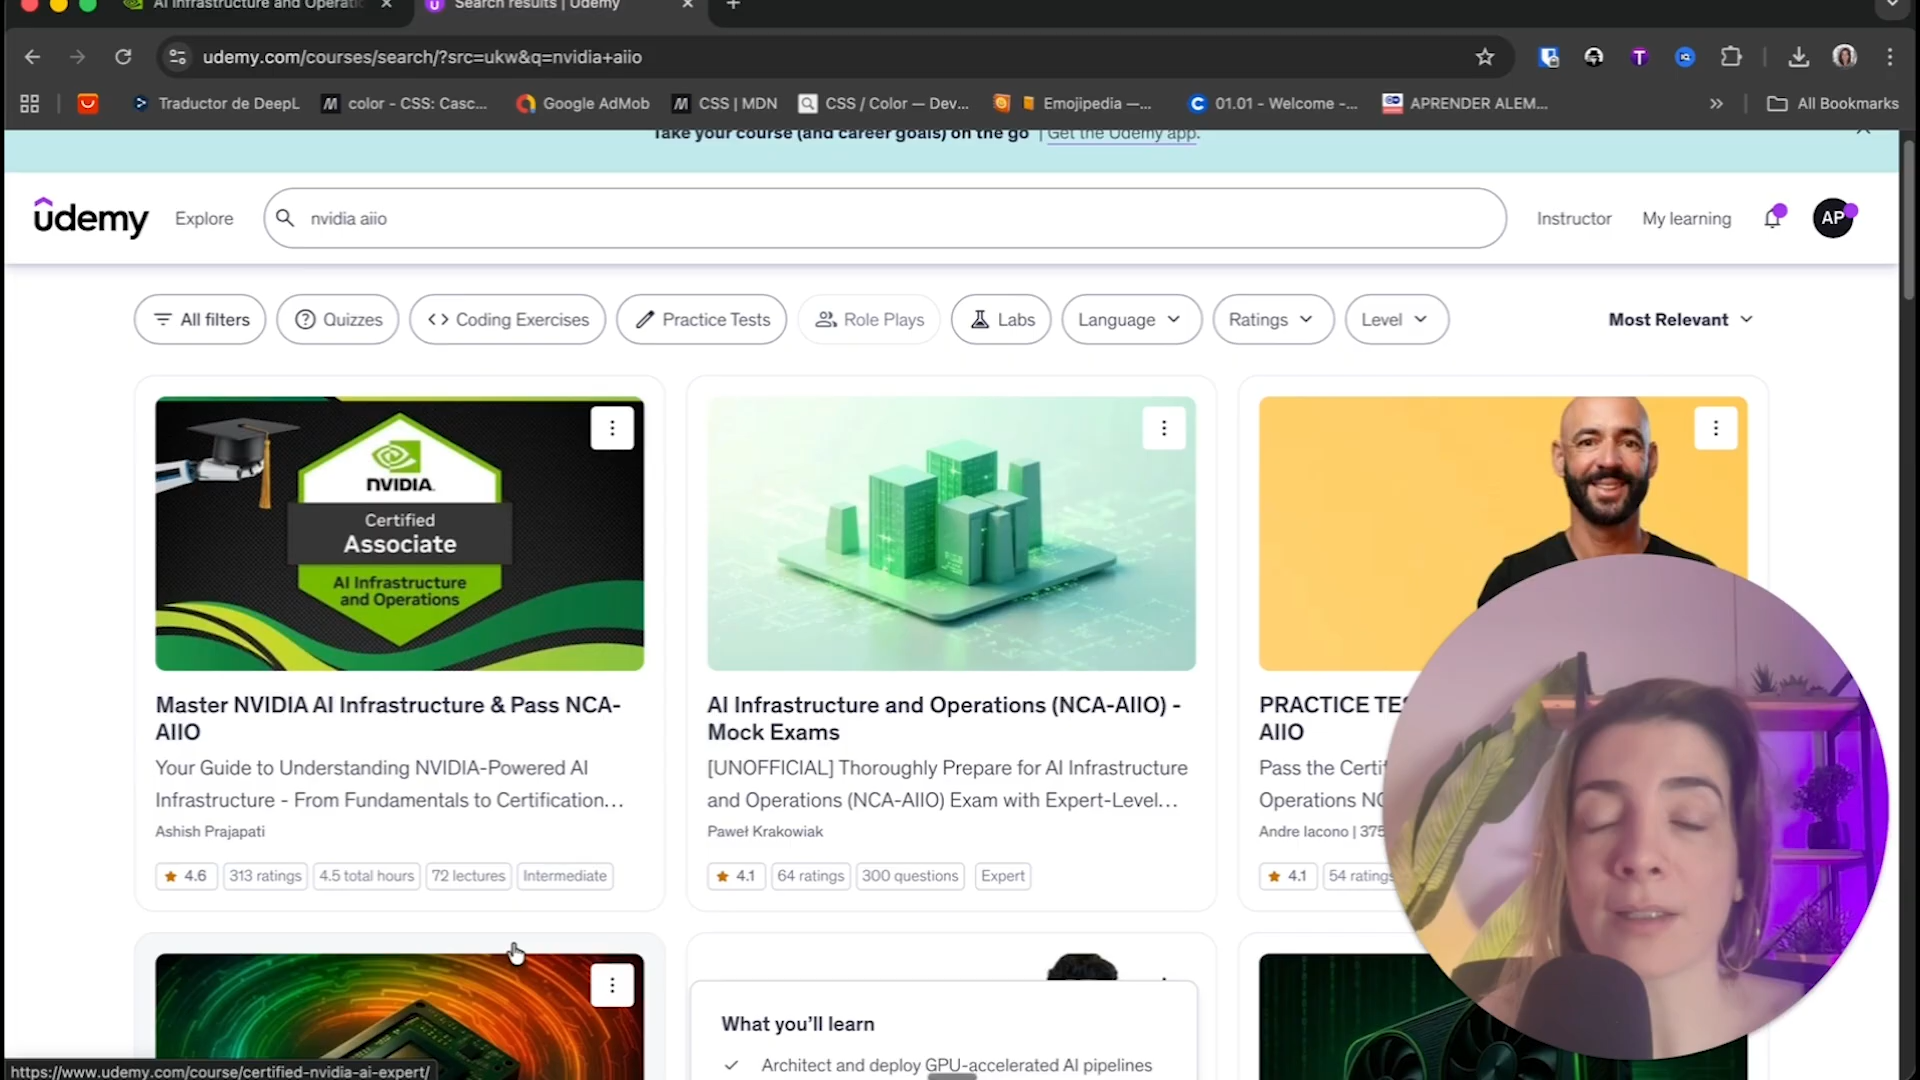 AI Infrastructure and Operatio
Search results | Udemy
udemy.com/courses/search/?src=ukw&q=nvidia+aiio
Traductor de DeepL
color - CSS: Casc...
Google AdMob
CSS | MDN
CSS / Color — Dev...
Emojipedia —...
01.01 - Welcome -...
APRENDER ALEM...
All Bookmarks
Take your course (and career goals) on the go | Get the Udemy app.
udemy
Explore
nvidia aiio
Instructor
My learning
AP
All filters
Quizzes
Coding Exercises
Practice Tests
Role Plays
Labs
Language
Ratings
Level
Most Relevant
NVIDIA.
Certified
Associate
AI Infrastructure
and Operations
Master NVIDIA AI Infrastructure & Pass NCA-
AIIO
Your Guide to Understanding NVIDIA-Powered AI
Infrastructure - From Fundamentals to Certification...
Ashish Prajapati
4.6
313 ratings
4.5 total hours
72 lectures
Intermediate
AI Infrastructure and Operations (NCA-AIIO) -
Mock Exams
[UNOFFICIAL] Thoroughly Prepare for AI Infrastructure
and Operations (NCA-AIIO) Exam with Expert-Level...
Paweł Krakowiak
4.1
64 ratings
300 questions
Expert
PRACTICE TE
AIIO
Pass the Certi
Operations NC
Andre Iacono | 375
4.1
54 ratings
What you'll learn
Architect and deploy GPU-accelerated AI pipelines
https://www.udemy.com/course/certified-nvidia-ai-expert/